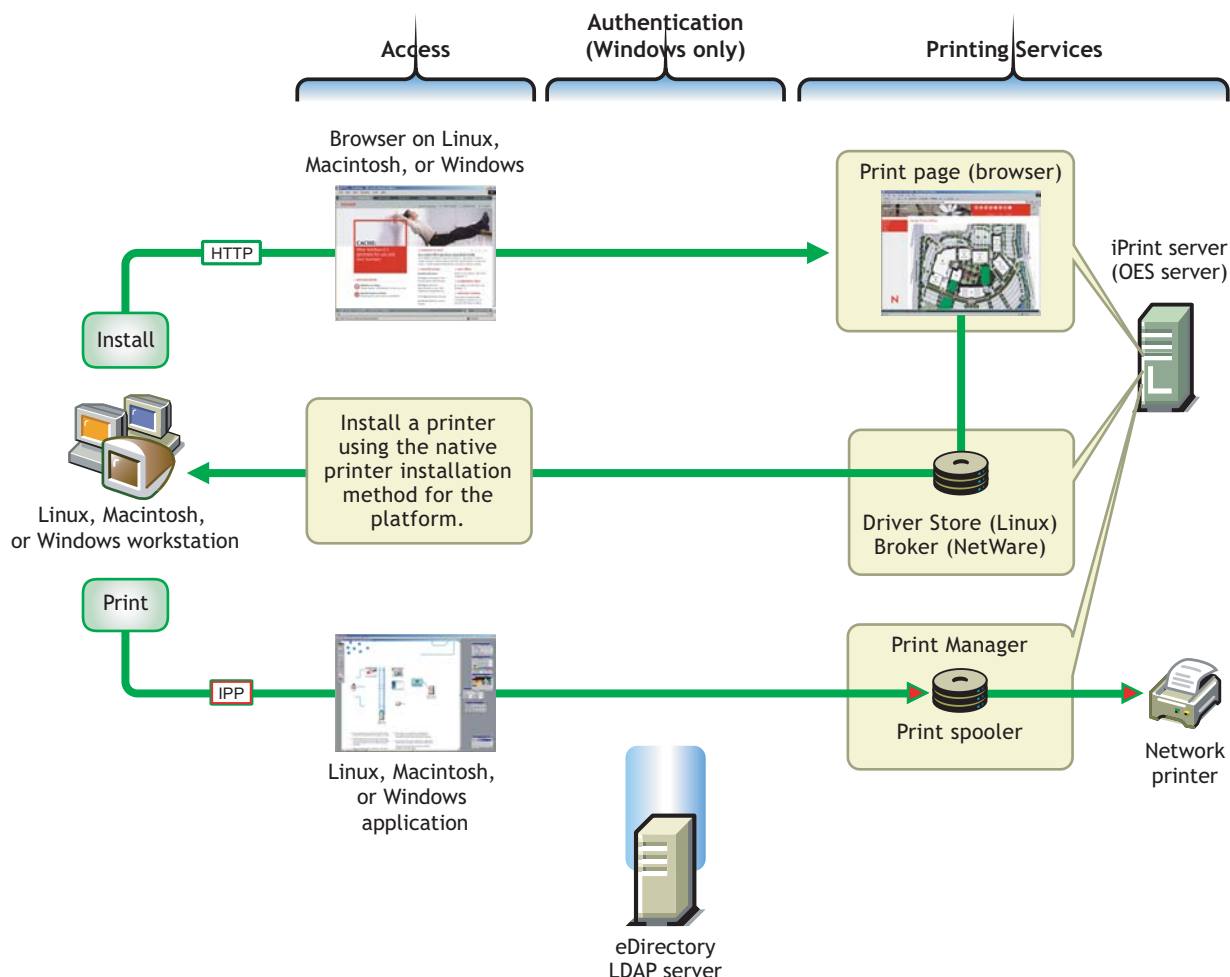 Access
Authentication
(Windows only)
Printing Services
Browser on Linux,
Macintosh, or Windows
Print page (browser)
HTTP
CACHE:
iPrint server
(OES server)
Install
Install a printer
using the native
printer installation
method for the
platform.
Linux, Macintosh,
or Windows workstation
Driver Store (Linux)
Broker (NetWare)
Print
IPP
Print Manager
Print spooler
Linux, Macintosh,
or Windows
application
Network
printer
eDirectory
LDAP server